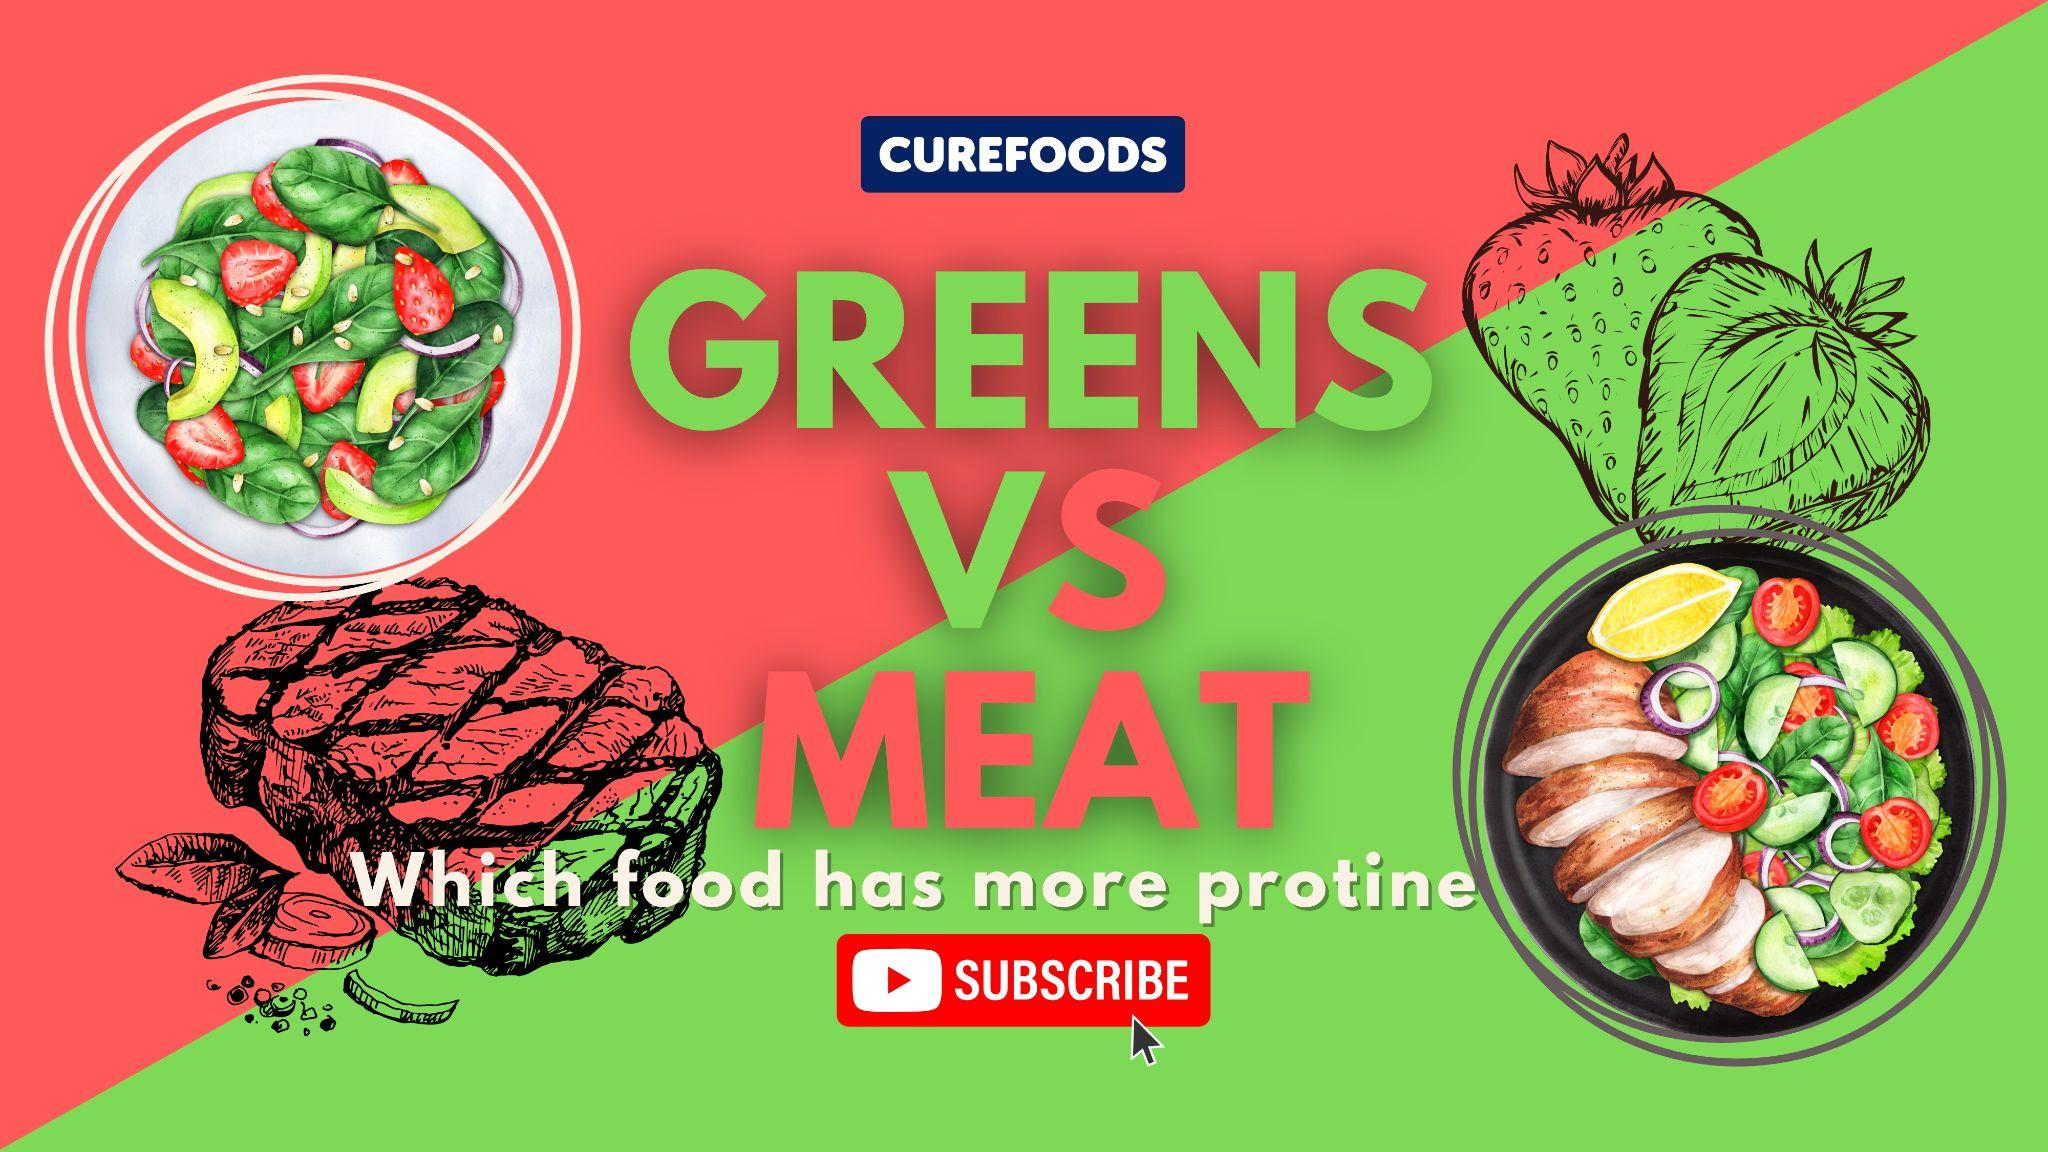 CUREFOODS
GREENS
VS
MEAT
Which food has more protine
SUBSCRIBE